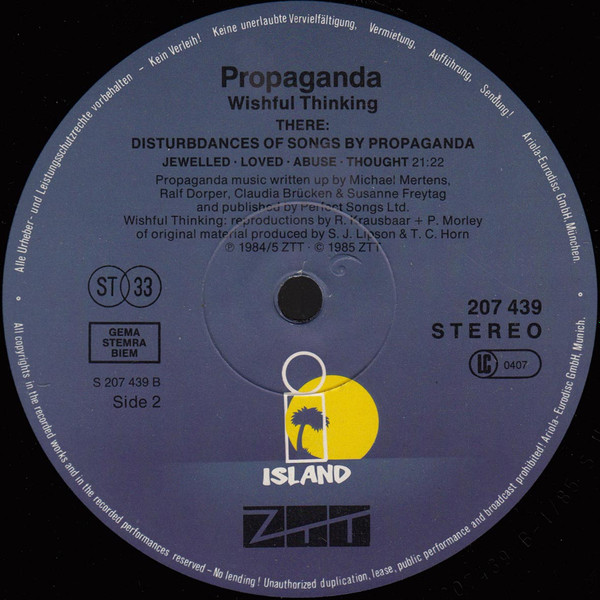 Alle Urheber- und Leistungsschutzrechte vorbehalten – Kein Verleih! Keine unerlaubte Vervielfältigung, Vermietung, Aufführung, Sendung! Ariola-Eurodisc GmbH, München.
Propaganda
Wishful Thinking
THERE:
DISTURBDANCES OF SONGS BY PROPAGANDA
JEWELLED · LOVED · ABUSE · THOUGHT 21:22
Propaganda music written up by Michael Mertens,
Ralf Dorper, Claudia Brücken & Susanne Freytag
and published by Perfect Songs Ltd.
Wishful Thinking: reproductions by R. Krausbaar + P. Morley
of original material produced by S. J. Lipson & T. C. Horn
℗ 1984/5 ZTT · © 1985 ZTT
ST 33
GEMA
STEMRA
BIEM
S 207 439 B
Side 2
207 439
STEREO
LC 0407
ISLAND
ZTT
All copyrights in the recorded works and in the recorded performances reserved – No lending! Unauthorized duplication, lease, public performance and broadcast prohibited! Ariola-Eurodisc GmbH, Munich.